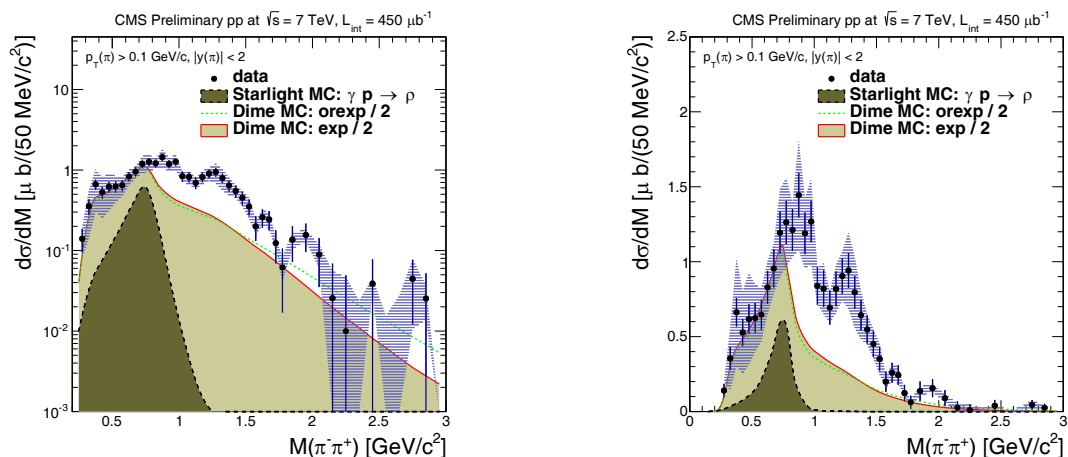 CMS Preliminary pp at √s = 7 TeV, L_int = 450 μb⁻¹
p_T(π) > 0.1 GeV/c, |y(π)| < 2
data
Starlight MC: γ p → ρ
Dime MC: orexp / 2
Dime MC: exp / 2
dσ/dM [μ b/(50 MeV/c²)]
10
1
10⁻¹
10⁻²
10⁻³
0.5 1 1.5 2 2.5 3
M(π⁻π⁺) [GeV/c²]
CMS Preliminary pp at √s = 7 TeV, L_int = 450 μb⁻¹
p_T(π) > 0.1 GeV/c, |y(π)| < 2
data
Starlight MC: γ p → ρ
Dime MC: orexp / 2
Dime MC: exp / 2
dσ/dM [μ b/(50 MeV/c²)]
2.5
2
1.5
1
0.5
0
0 0.5 1 1.5 2 2.5 3
M(π⁻π⁺) [GeV/c²]